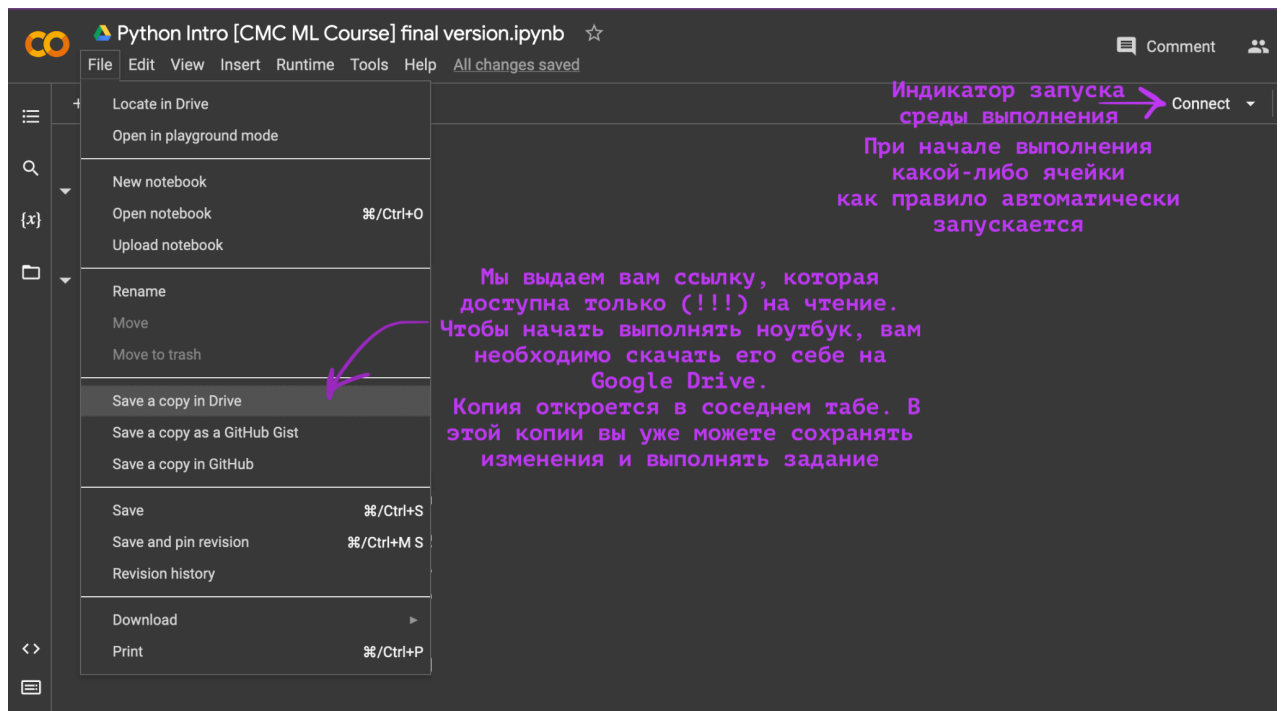 Python Intro [CMC ML Course] final version.ipynb
File Edit View Insert Runtime Tools Help All changes saved
Comment
Locate in Drive
Open in playground mode
New notebook
Open notebook ⌘/Ctrl+O
Upload notebook
Rename
Move
Move to trash
Save a copy in Drive
Save a copy as a GitHub Gist
Save a copy in GitHub
Save ⌘/Ctrl+S
Save and pin revision ⌘/Ctrl+M S
Revision history
Download
Print ⌘/Ctrl+P
{x}
Индикатор запуска
среды выполнения
Connect
При начале выполнения
какой-либо ячейки
как правило автоматически
запускается
Мы выдаем вам ссылку, которая
доступна только (!!!) на чтение.
Чтобы начать выполнять ноутбук, вам
необходимо скачать его себе на
Google Drive.
Копия откроется в соседнем табе. В
этой копии вы уже можете сохранять
изменения и выполнять задание